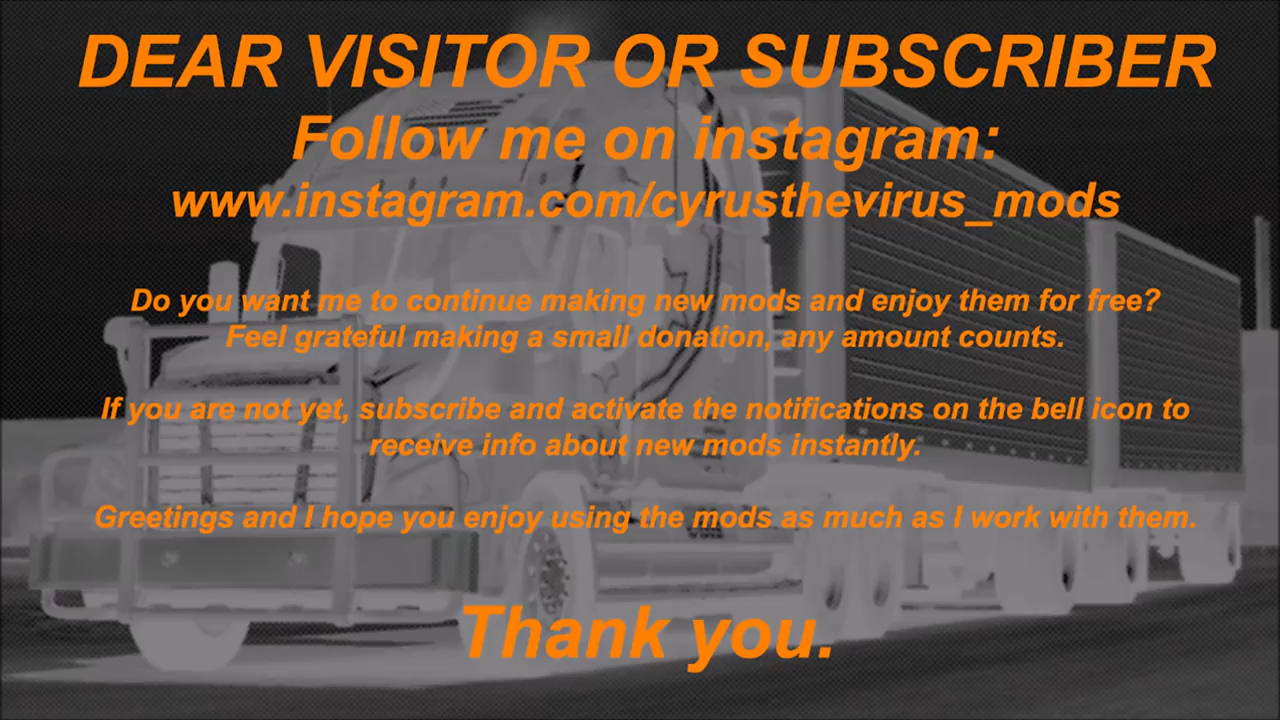 DEAR VISITOR OR SUBSCRIBER
Follow me on instagram:
www.instagram.com/cyrusthevirus_mods
Do you want me to continue making new mods and enjoy them for free?
Feel grateful making a small donation, any amount counts.
If you are not yet, subscribe and activate the notifications on the bell icon to
receive info about new mods instantly.
Greetings and I hope you enjoy using the mods as much as I work with them.
Thank you.